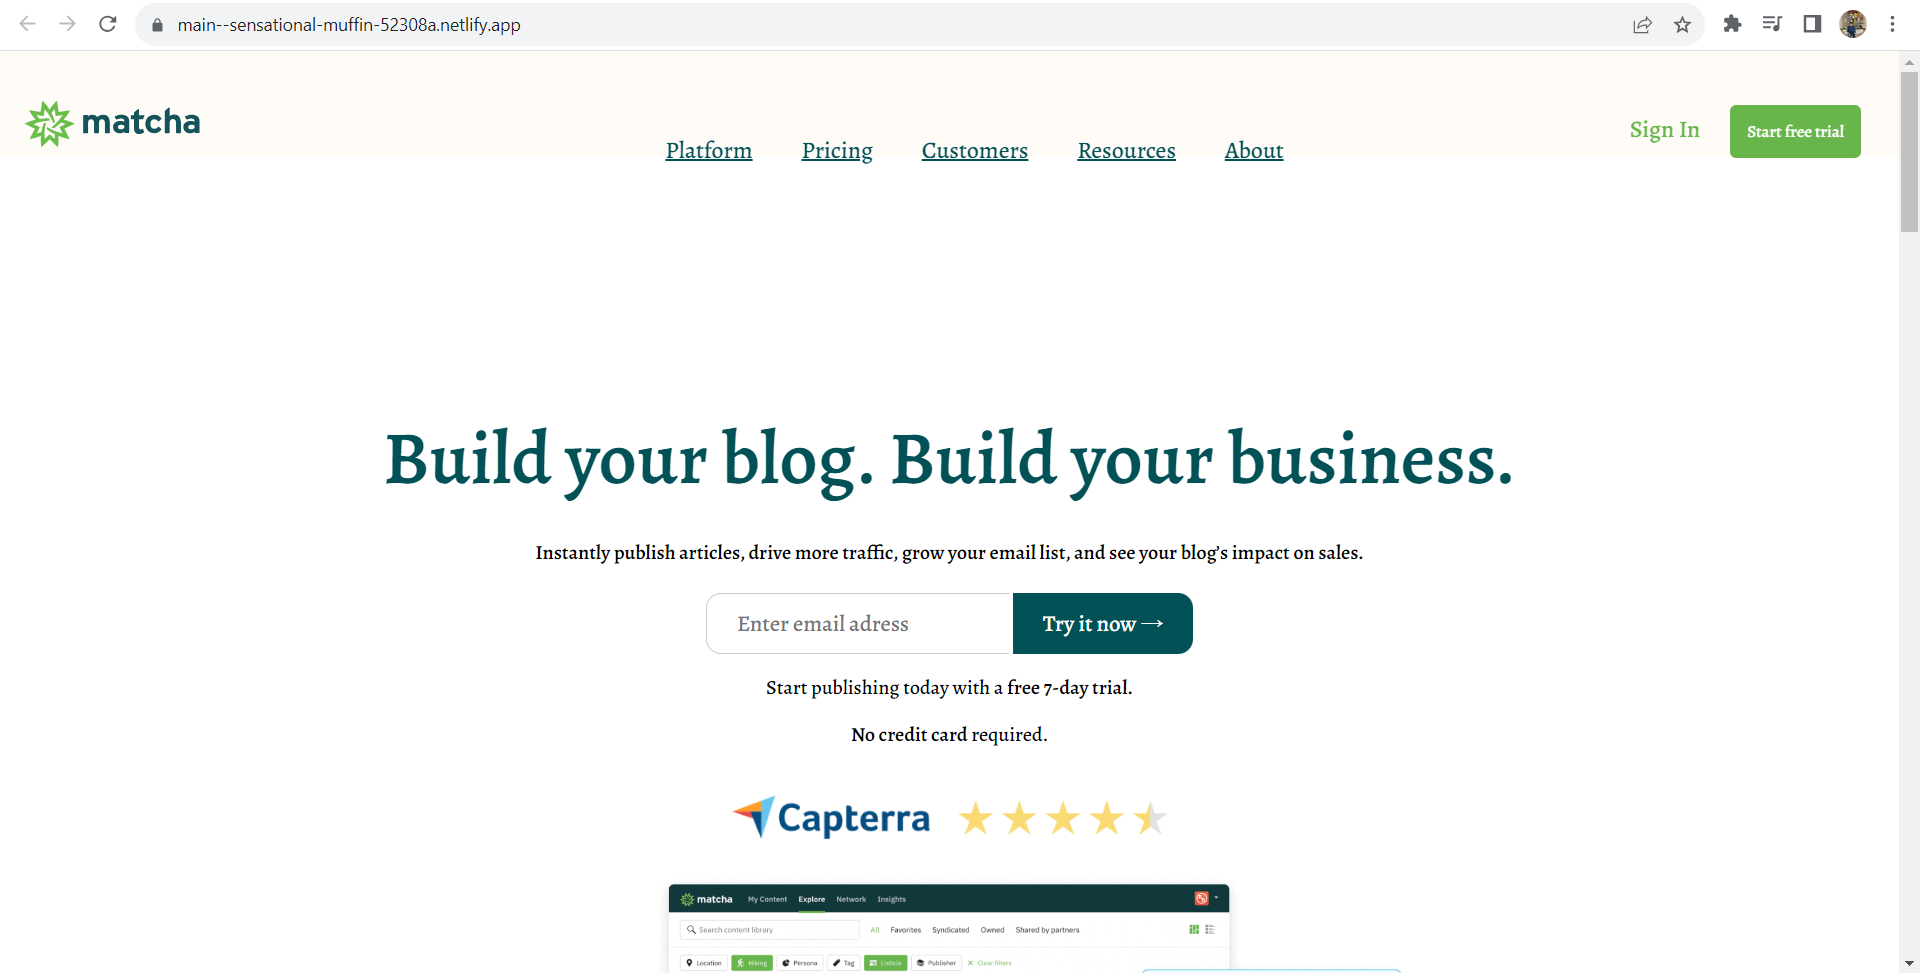 main--sensational-muffin-52308a.netlify.app
matcha
Platform Pricing Customers Resources About
Sign In Start free trial
Build your blog. Build your business.
Instantly publish articles, drive more traffic, grow your email list, and see your blog’s impact on sales.
Enter email adress Try it now →
Start publishing today with a free 7-day trial.
No credit card required.
Capterra
matcha My Content Explore Network Insights
Search content library All Favorites Syndicated Owned Shared by partners
Location Hiking Persona Tag Listicle Publisher × Clear filters